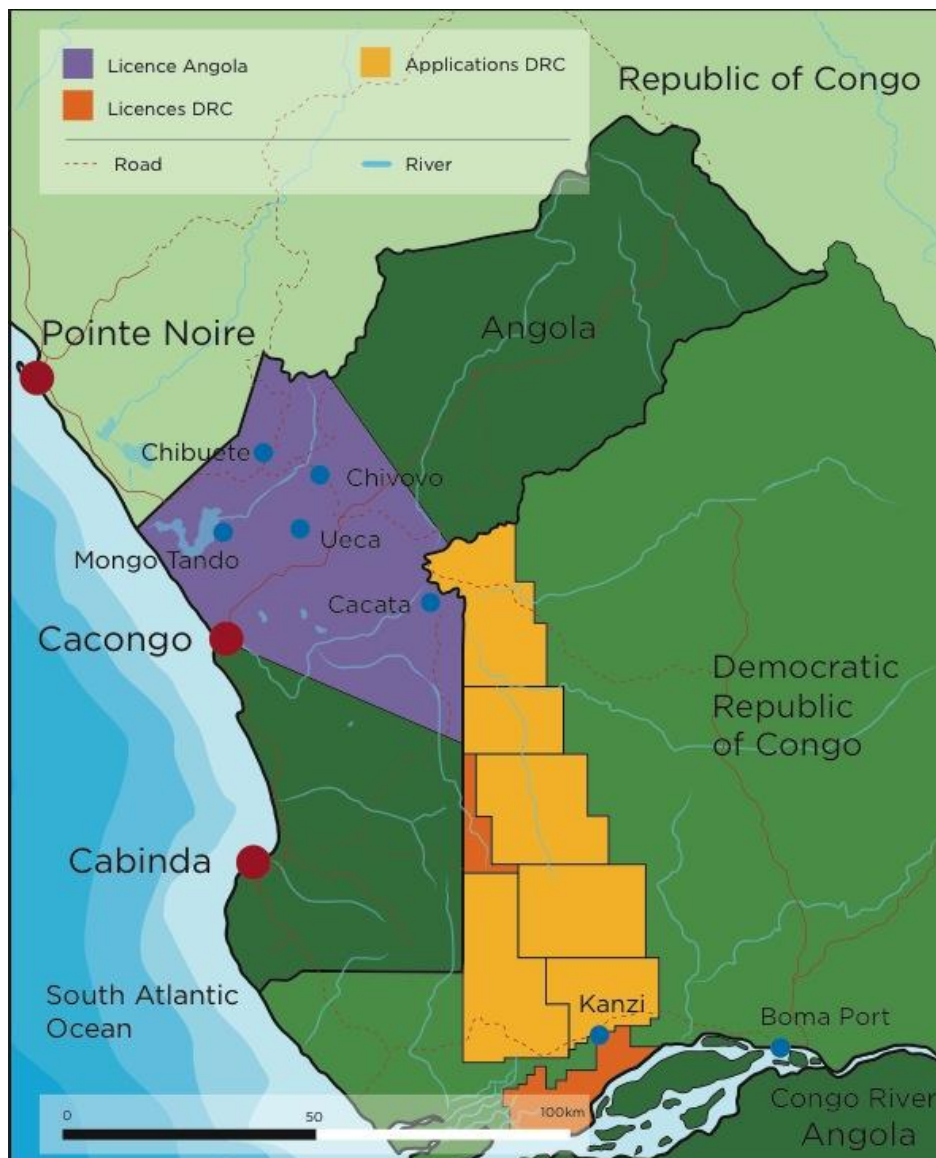 Licence Angola
Applications DRC
Licences DRC
Road
River
Republic of Congo
Angola
Pointe Noire
Chibuete
Chivovo
Ueca
Mongo Tando
Cacata
Cacongo
Democratic
Republic
of Congo
Cabinda
South Atlantic
Ocean
Kanzi
Boma Port
Congo River
Angola
0
50
100km